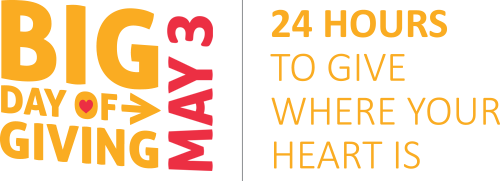 BIG
DAY OF
GIVING
MAY 3
24 HOURS
TO GIVE
WHERE YOUR
HEART IS